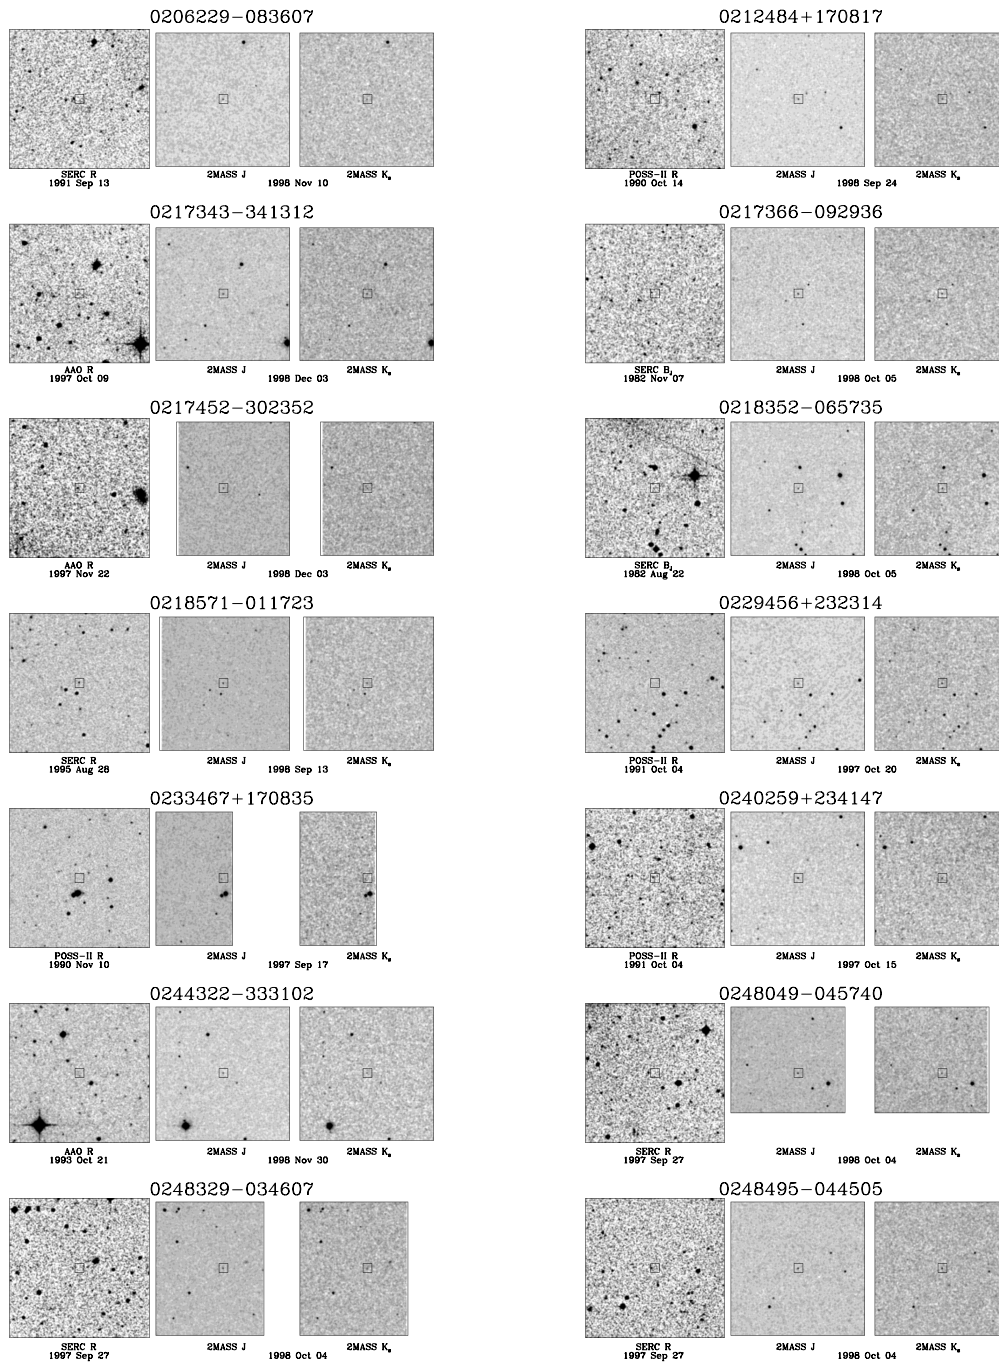 0206229−083607
SERC R
1991 Sep 13
2MASS J
1998 Nov 10
2MASS Ks
0212484+170817
POSS−II R
1990 Oct 14
2MASS J
1998 Sep 24
2MASS Ks
0217343−341312
AAO R
1997 Oct 09
2MASS J
1998 Dec 03
2MASS Ks
0217366−092936
SERC BJ
1982 Nov 07
2MASS J
1998 Oct 05
2MASS Ks
0217452−302352
AAO R
1997 Nov 22
2MASS J
1998 Dec 03
2MASS Ks
0218352−065735
SERC BJ
1982 Aug 22
2MASS J
1998 Oct 05
2MASS Ks
0218571−011723
SERC R
1995 Aug 28
2MASS J
1998 Sep 13
2MASS Ks
0229456+232314
POSS−II R
1991 Oct 04
2MASS J
1997 Oct 20
2MASS Ks
0233467+170835
POSS−II R
1990 Nov 10
2MASS J
1997 Sep 17
2MASS Ks
0240259+234147
POSS−II R
1991 Oct 04
2MASS J
1997 Oct 15
2MASS Ks
0244322−333102
AAO R
1993 Oct 21
2MASS J
1998 Nov 30
2MASS Ks
0248049−045740
SERC R
1997 Sep 27
2MASS J
1998 Oct 04
2MASS Ks
0248329−034607
SERC R
1997 Sep 27
2MASS J
1998 Oct 04
2MASS Ks
0248495−044505
SERC R
1997 Sep 27
2MASS J
1998 Oct 04
2MASS Ks